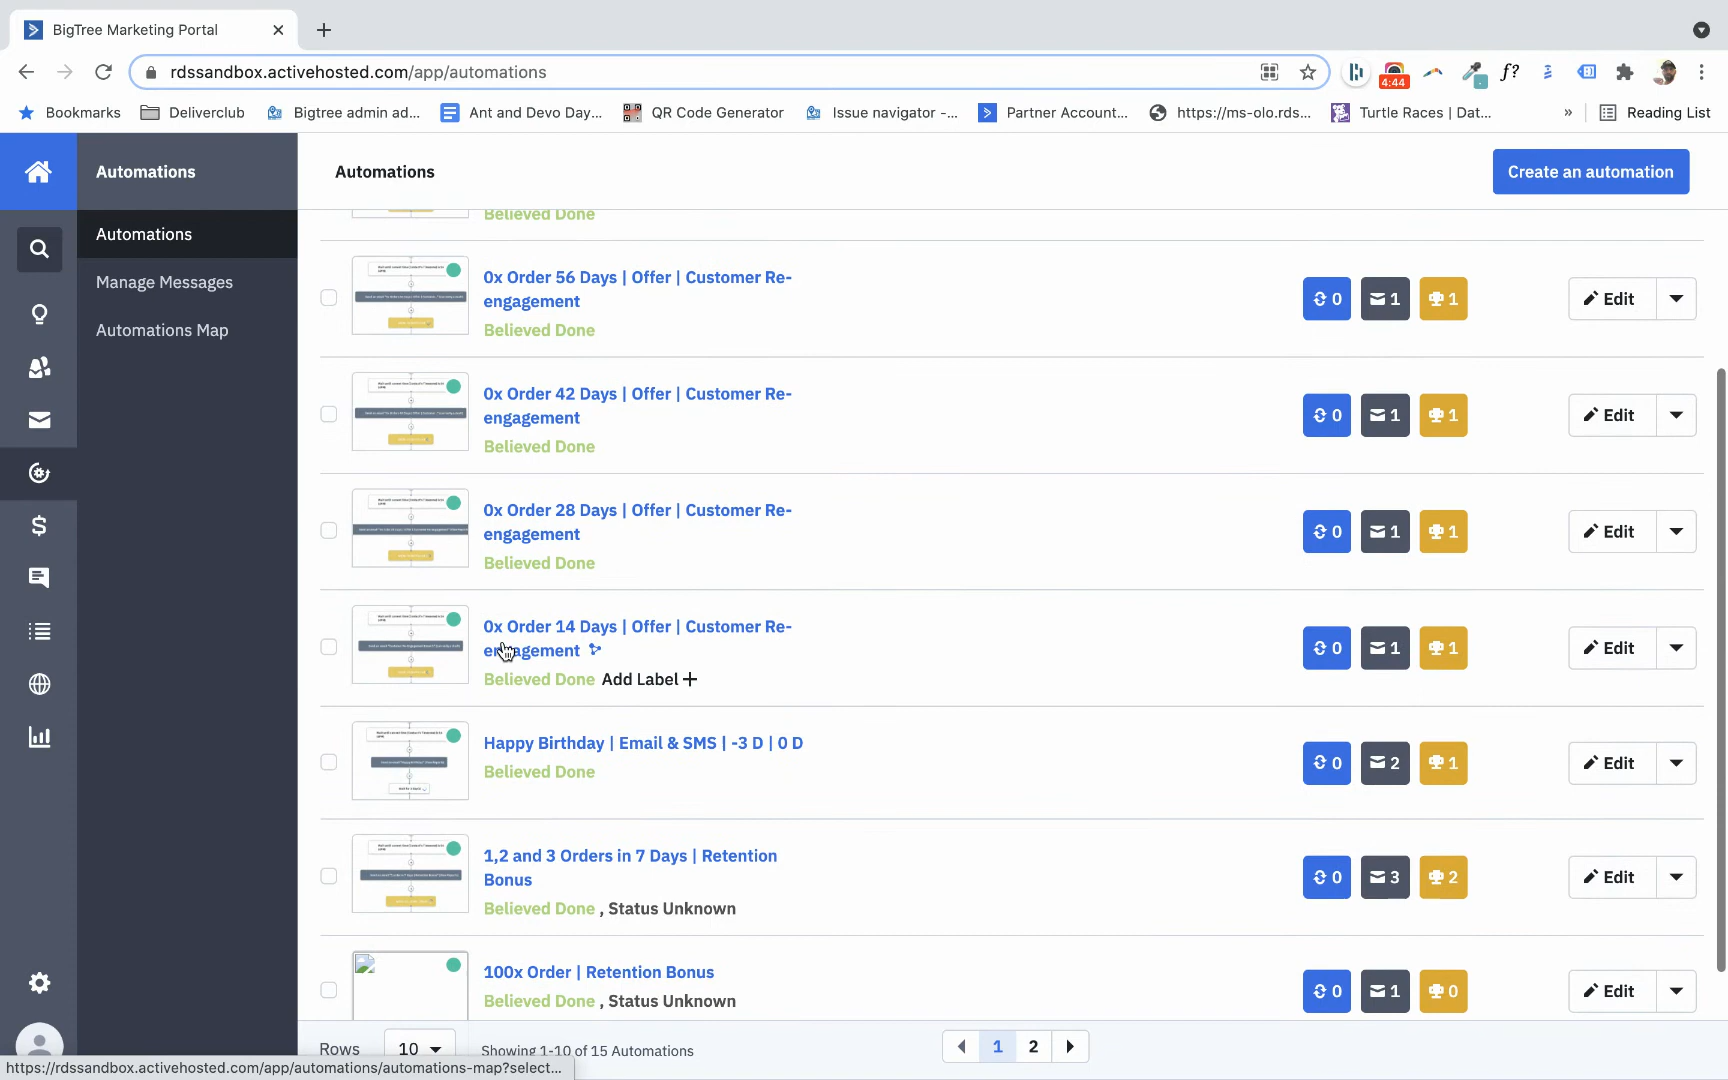 BigTree Marketing Portal
rdssandbox.activehosted.com/app/automations
4:44
f?
Bookmarks
Deliverclub
Bigtree admin ad...
Ant and Devo Day...
QR Code Generator
Issue navigator -...
Partner Account...
https://ms-olo.rds...
Turtle Races | Dat...
»
Reading List
Automations
Automations
Create an automation
Automations
Manage Messages
Automations Map
Believed Done
0x Order 56 Days | Offer | Customer Re-
engagement
Believed Done
0
1
1
Edit
0x Order 42 Days | Offer | Customer Re-
engagement
Believed Done
0
1
1
Edit
0x Order 28 Days | Offer | Customer Re-
engagement
Believed Done
0
1
1
Edit
0x Order 14 Days | Offer | Customer Re-
engagement
Believed Done Add Label +
0
1
1
Edit
Happy Birthday | Email & SMS | -3 D | 0 D
Believed Done
0
2
1
Edit
1,2 and 3 Orders in 7 Days | Retention
Bonus
Believed Done , Status Unknown
0
3
2
Edit
100x Order | Retention Bonus
Believed Done , Status Unknown
0
1
0
Edit
Rows
10
Showing 1-10 of 15 Automations
1
2
https://rdssandbox.activehosted.com/app/automations/automations-map?select...